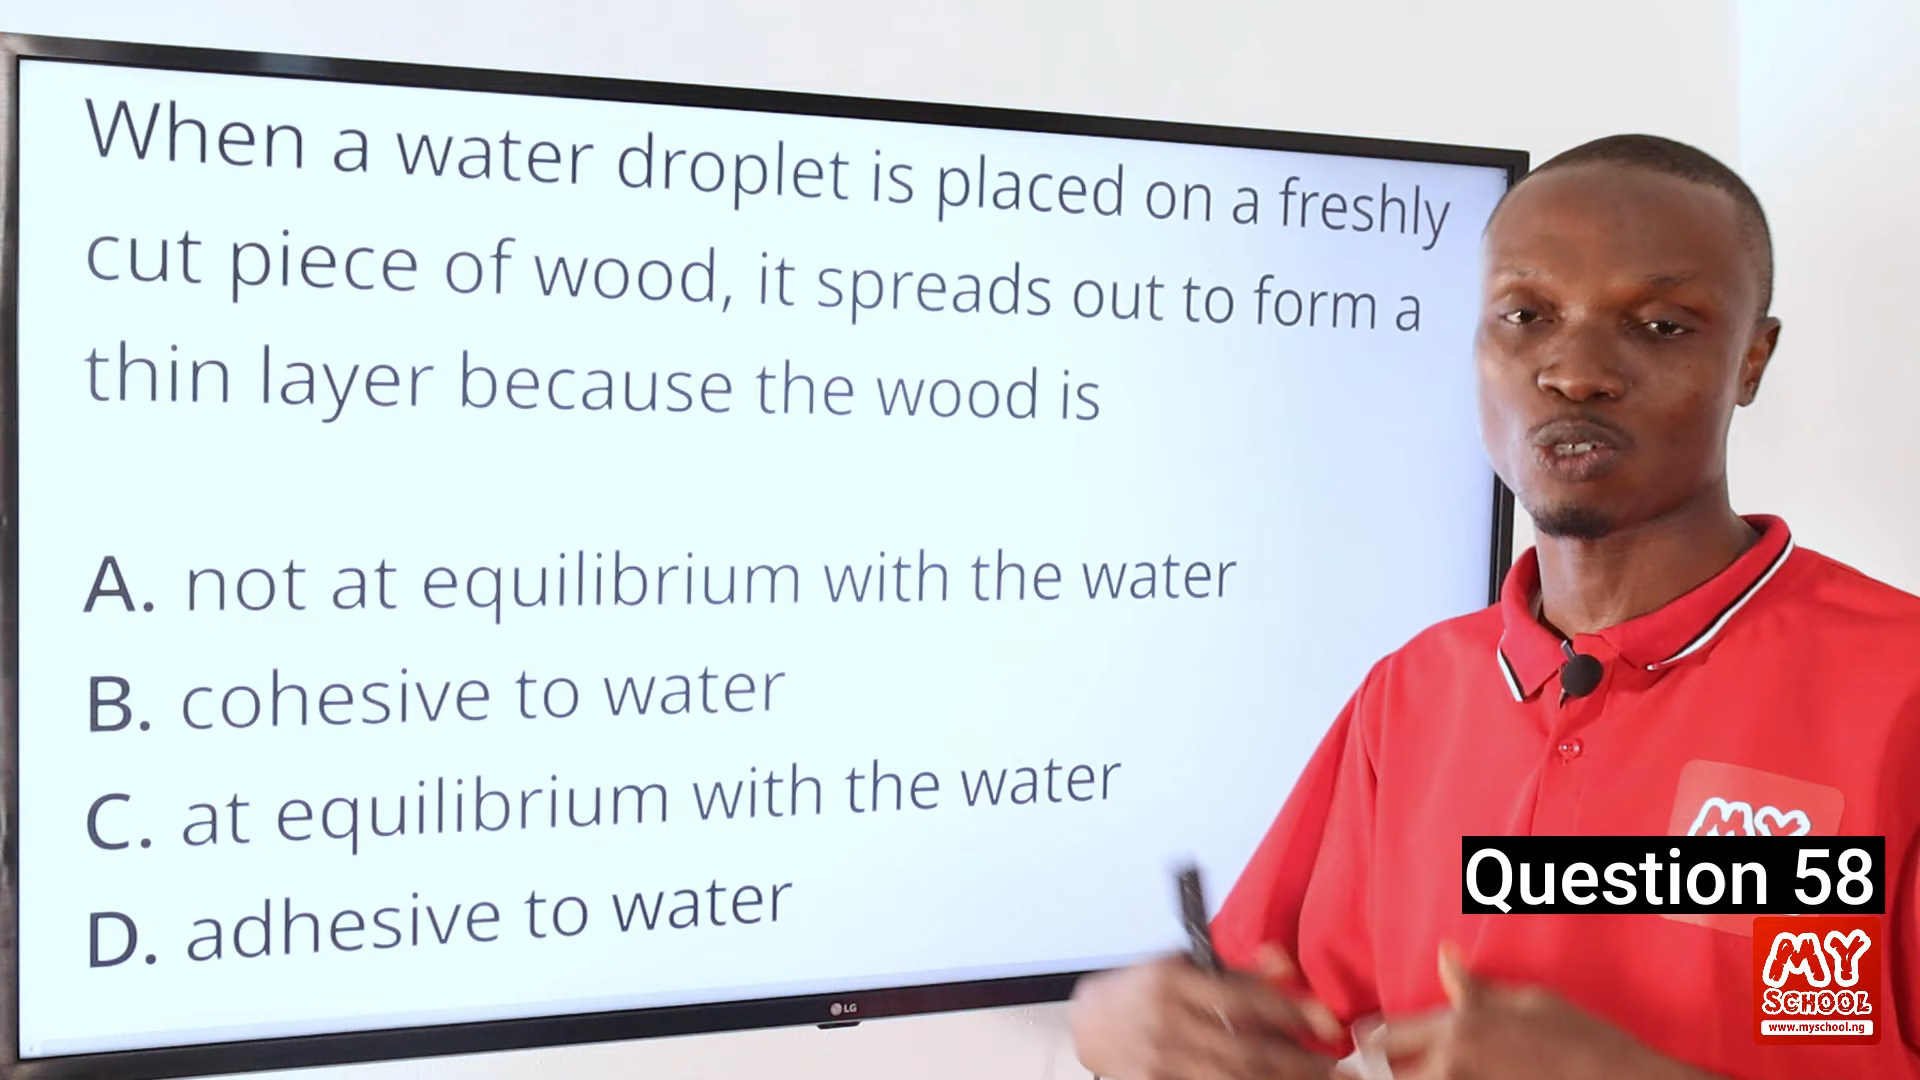 When a water droplet is placed on a freshly
cut piece of wood, it spreads out to form a
thin layer because the wood is
A. not at equilibrium with the water
B. cohesive to water
C. at equilibrium with the water
D. adhesive to water
LG
MY
Question 58
MY
SCHOOL
www.myschool.ng